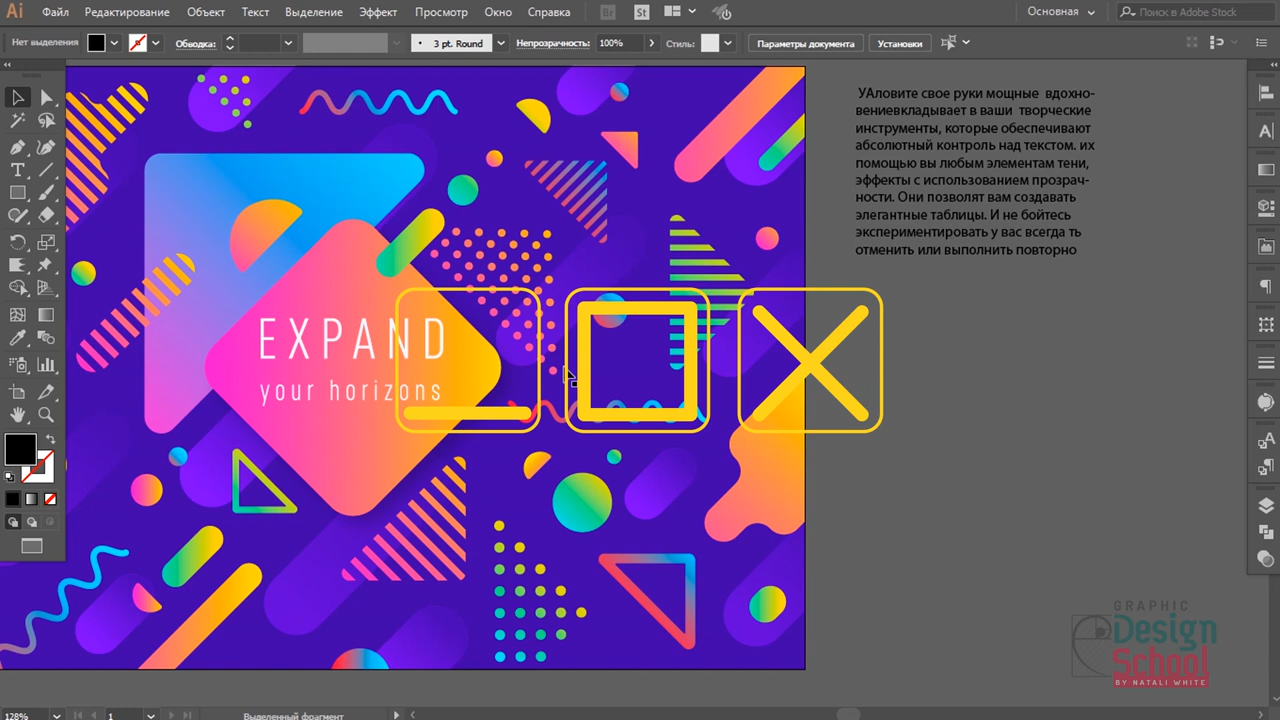 Ai Файл Редактирование Объект Текст Выделение Эффект Просмотр Окно Справка Br St Основная Поиск в Adobe Stock
Нет выделения Обводка: 3 pt. Round Непрозрачность: 100% Стиль: Параметры документа Установки
УАловите свое руки мощные вдохно-
вениевкладывает в ваши творческие
инструменты, которые обеспечивают
абсолютный контроль над текстом. их
помощью вы любым элементам тени,
эффекты с использованием прозрач-
ности. Они позволят вам создавать
элегантные таблицы. И не бойтесь
экспериментировать у вас всегда ть
отменить или выполнить повторно
EXPAND
your horizons
GRAPHIC
Design
School
BY NATALI WHITE
128% 1 Выделенный фрагмент